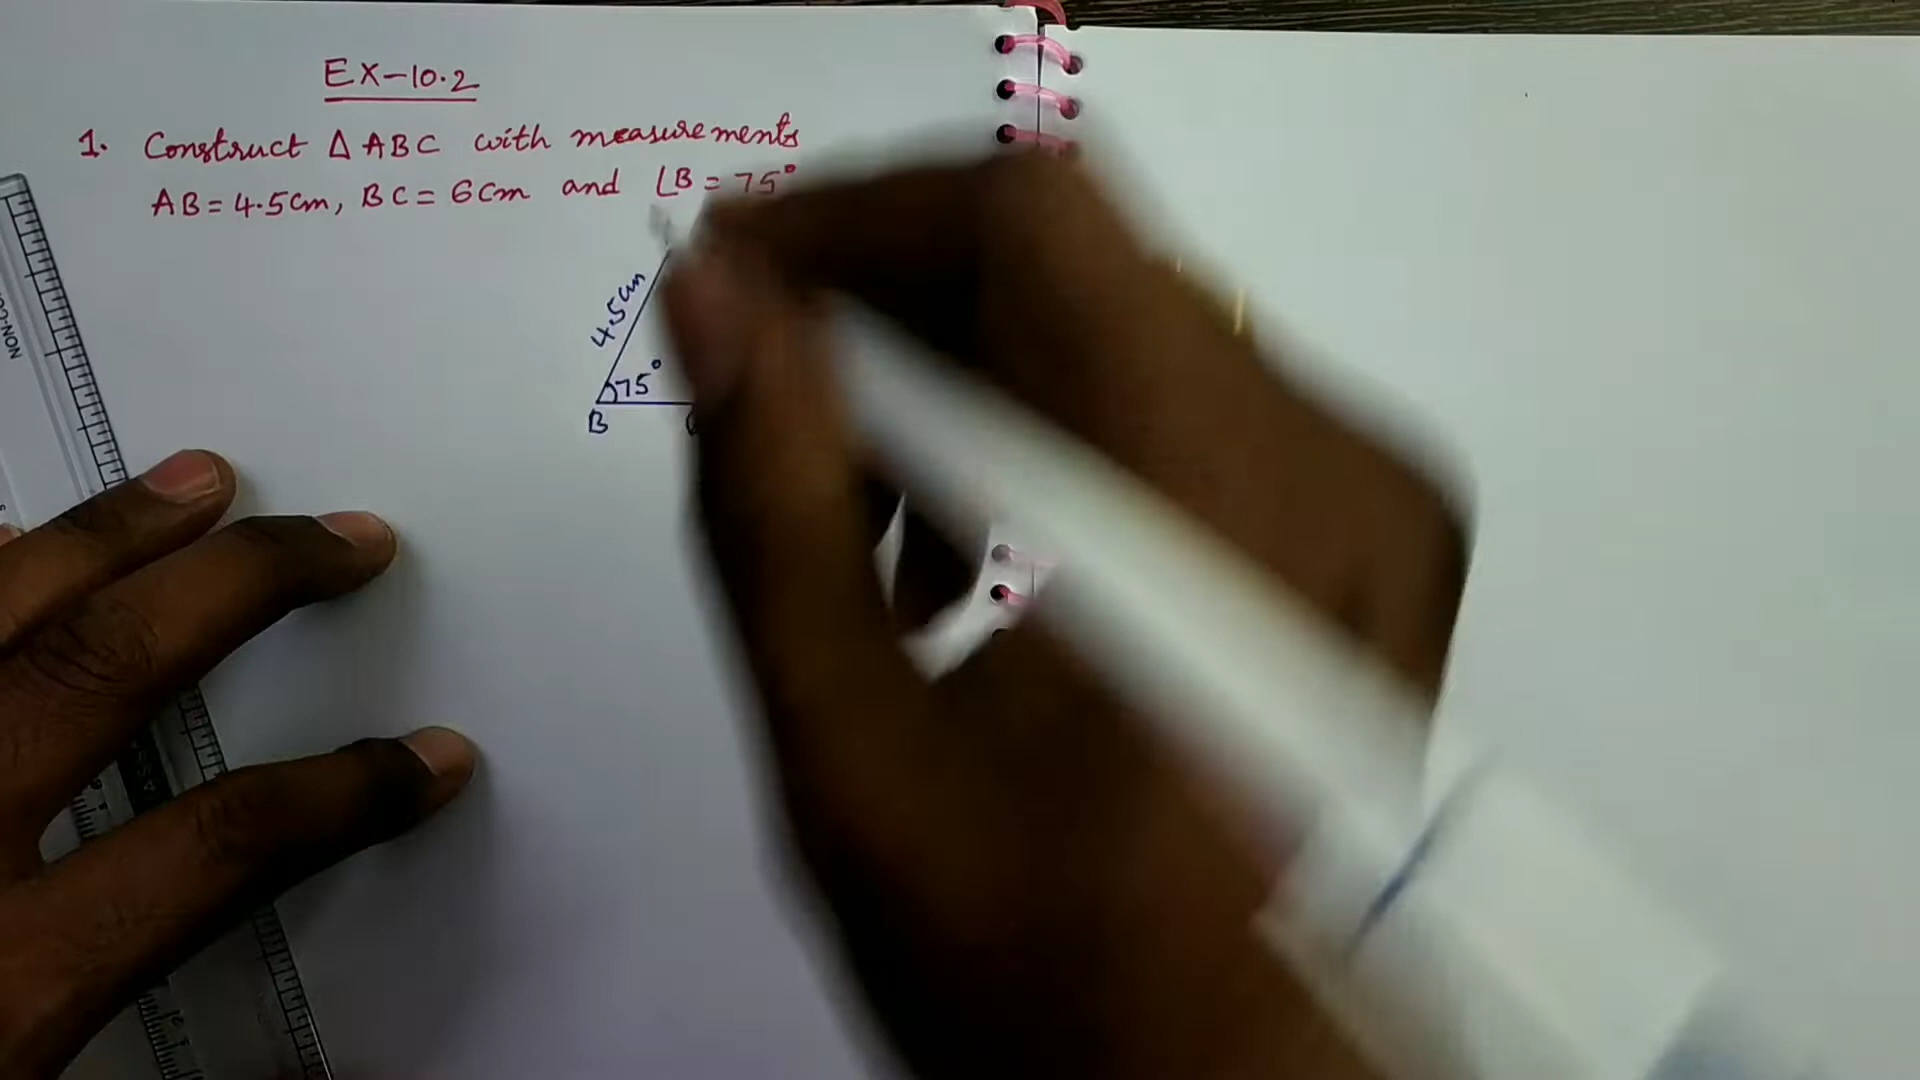 EX-10.2
1. Construct △ ABC with measurements
AB = 4.5cm, BC = 6cm and ∟B = 75°
4.5cm
75°
B